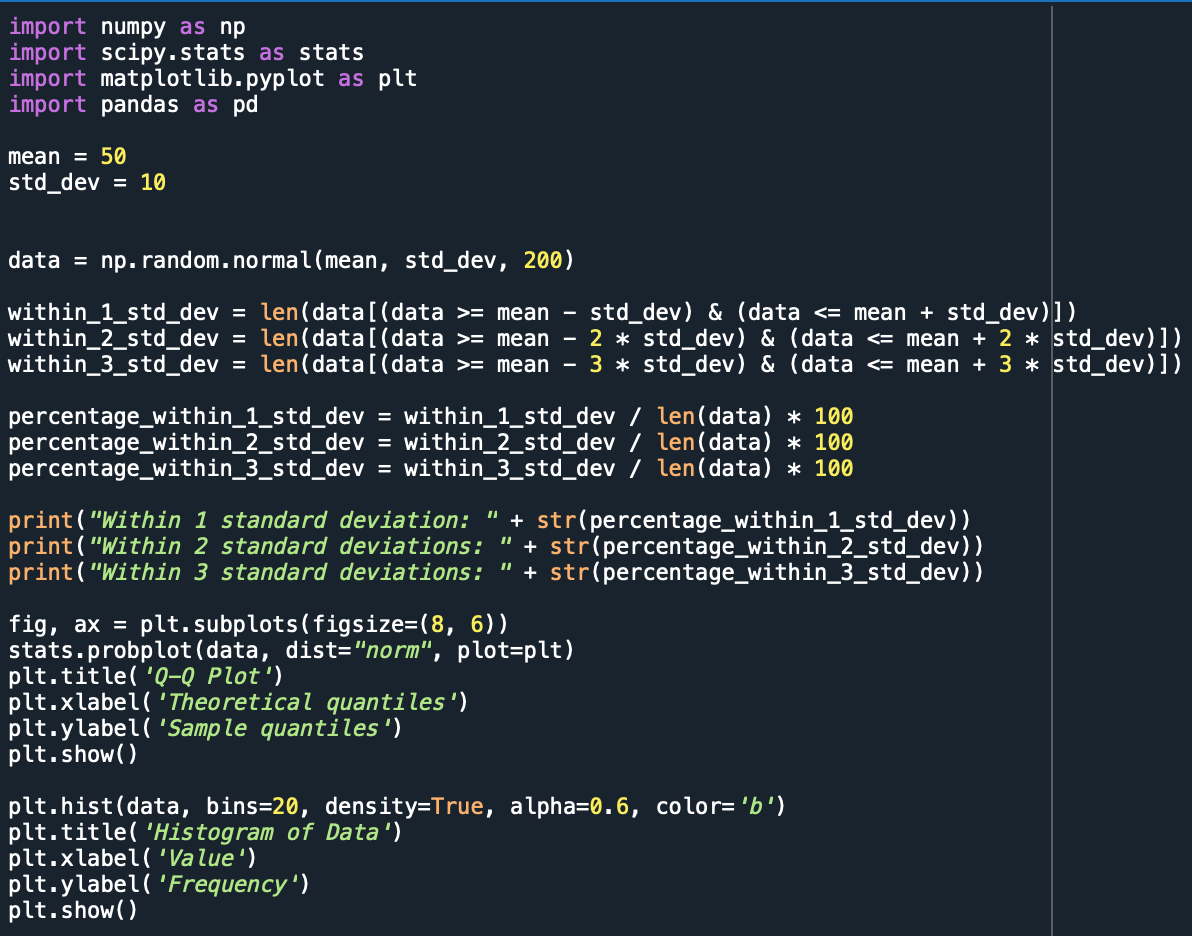 import numpy as np
import scipy.stats as stats
import matplotlib.pyplot as plt
import pandas as pd
mean = 50
std_dev = 10
data = np.random.normal(mean, std_dev, 200)
within_1_std_dev = len(data[(data >= mean - std_dev) & (data <= mean + std_dev)])
within_2_std_dev = len(data[(data >= mean - 2 * std_dev) & (data <= mean + 2 * std_dev)])
within_3_std_dev = len(data[(data >= mean - 3 * std_dev) & (data <= mean + 3 * std_dev)])
percentage_within_1_std_dev = within_1_std_dev / len(data) * 100
percentage_within_2_std_dev = within_2_std_dev / len(data) * 100
percentage_within_3_std_dev = within_3_std_dev / len(data) * 100
print("Within 1 standard deviation: " + str(percentage_within_1_std_dev))
print("Within 2 standard deviations: " + str(percentage_within_2_std_dev))
print("Within 3 standard deviations: " + str(percentage_within_3_std_dev))
fig, ax = plt.subplots(figsize=(8, 6))
stats.probplot(data, dist="norm", plot=plt)
plt.title('Q-Q Plot')
plt.xlabel('Theoretical quantiles')
plt.ylabel('Sample quantiles')
plt.show()
plt.hist(data, bins=20, density=True, alpha=0.6, color='b')
plt.title('Histogram of Data')
plt.xlabel('Value')
plt.ylabel('Frequency')
plt.show()